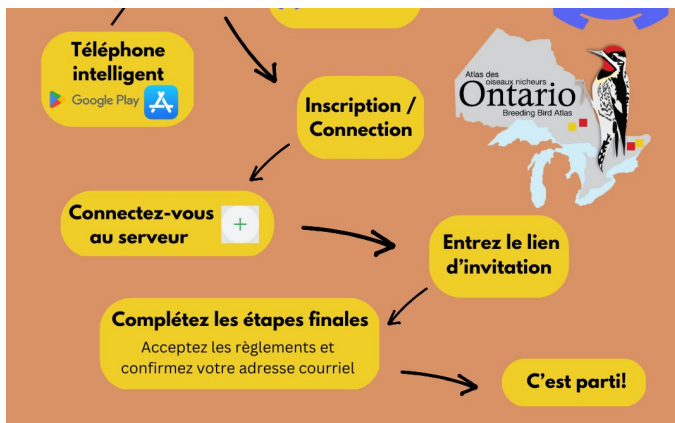 Téléphone
intelligent
Google Play
Atlas des
oiseaux nicheurs
Ontario
Breeding Bird Atlas
Inscription /
Connection
Connectez-vous
au serveur
+
Entrez le lien
d'invitation
Complétez les étapes finales
Acceptez les règlements et
confirmez votre adresse courriel
C'est parti!